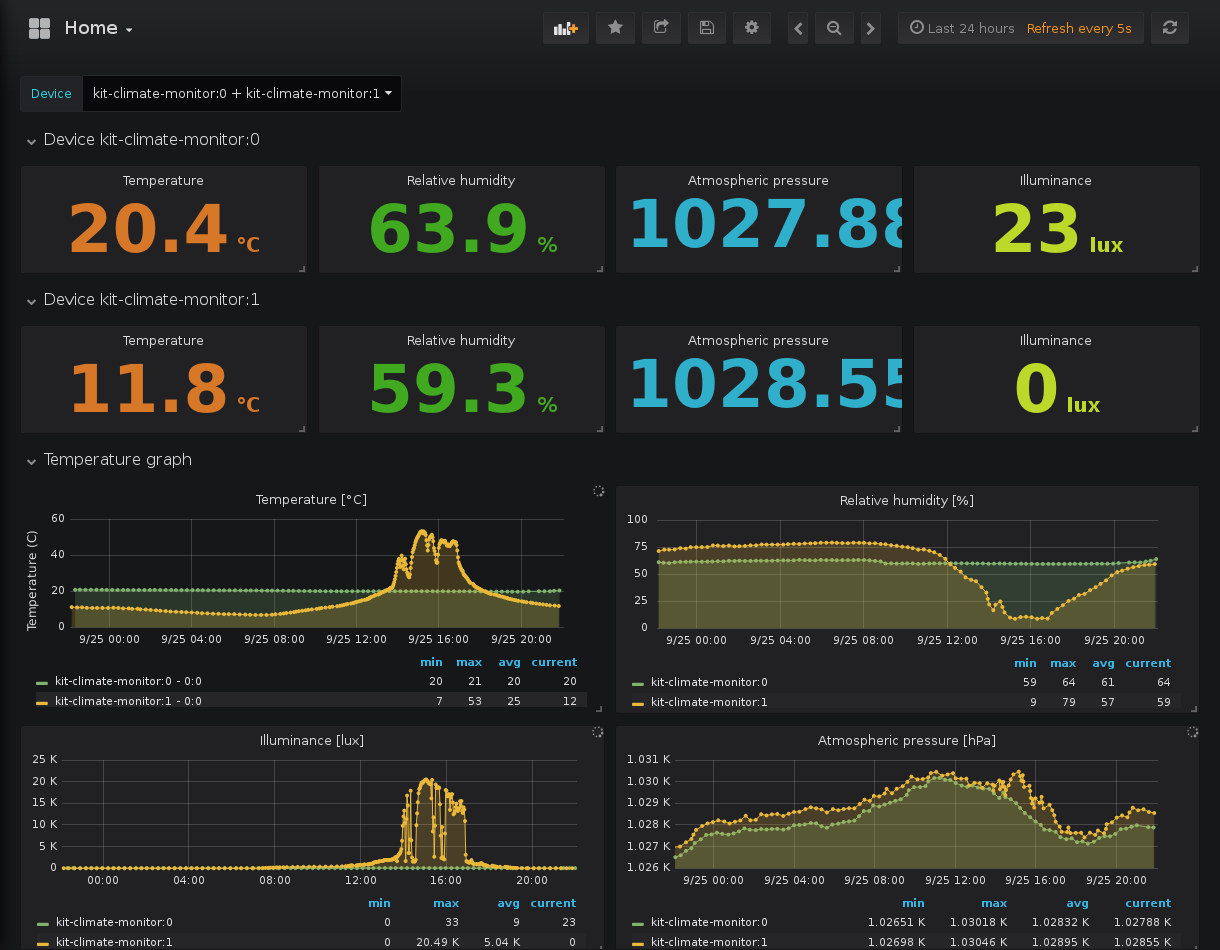 Home
Last 24 hours Refresh every 5s
Device kit-climate-monitor:0 + kit-climate-monitor:1
Device kit-climate-monitor:0
Temperature Relative humidity Atmospheric pressure Illuminance
20.4 °C 63.9 % 1027.88 23 lux
Device kit-climate-monitor:1
Temperature Relative humidity Atmospheric pressure Illuminance
11.8 °C 59.3 % 1028.55 0 lux
Temperature graph
Temperature [°C]
Temperature (C)
60
40
20
0
9/25 00:00 9/25 04:00 9/25 08:00 9/25 12:00 9/25 16:00 9/25 20:00
min max avg current
kit-climate-monitor:0 - 0:0 20 21 20 20
kit-climate-monitor:1 - 0:0 7 53 25 12
Relative humidity [%]
100
75
50
25
0
9/25 00:00 9/25 04:00 9/25 08:00 9/25 12:00 9/25 16:00 9/25 20:00
min max avg current
kit-climate-monitor:0 59 64 61 64
kit-climate-monitor:1 9 79 57 59
Illuminance [lux]
25 K
20 K
15 K
10 K
5 K
0
00:00 04:00 08:00 12:00 16:00 20:00
min max avg current
kit-climate-monitor:0 0 33 9 23
kit-climate-monitor:1 0 20.49 K 5.04 K 0
Atmospheric pressure [hPa]
1.031 K
1.030 K
1.029 K
1.028 K
1.027 K
1.026 K
9/25 00:00 9/25 04:00 9/25 08:00 9/25 12:00 9/25 16:00 9/25 20:00
min max avg current
kit-climate-monitor:0 1.02651 K 1.03018 K 1.02832 K 1.02788 K
kit-climate-monitor:1 1.02698 K 1.03046 K 1.02895 K 1.02855 K